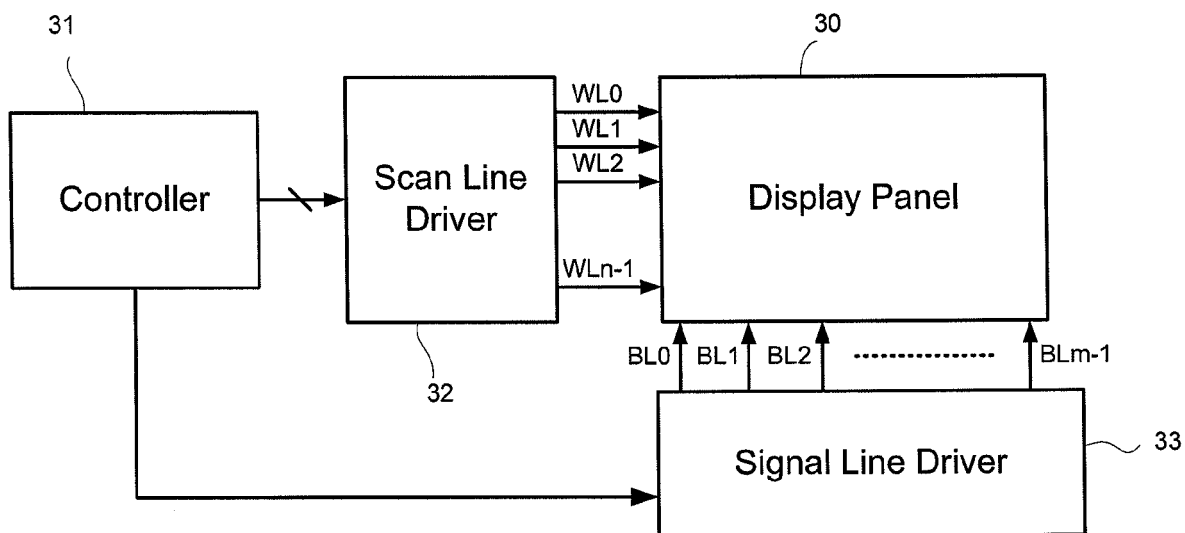 31
30
Controller
Scan Line
Driver
WL0
WL1
WL2
WLn-1
Display Panel
32
BL0
BL1
BL2
BLm-1
Signal Line Driver
33